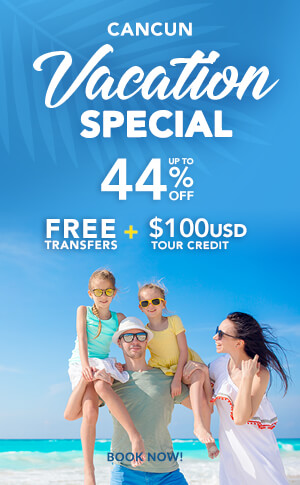 CANCUN
Vacation
SPECIAL
UP TO
44%
OFF
FREE + $100USD
TRANSFERS TOUR CREDIT
BOOK NOW!